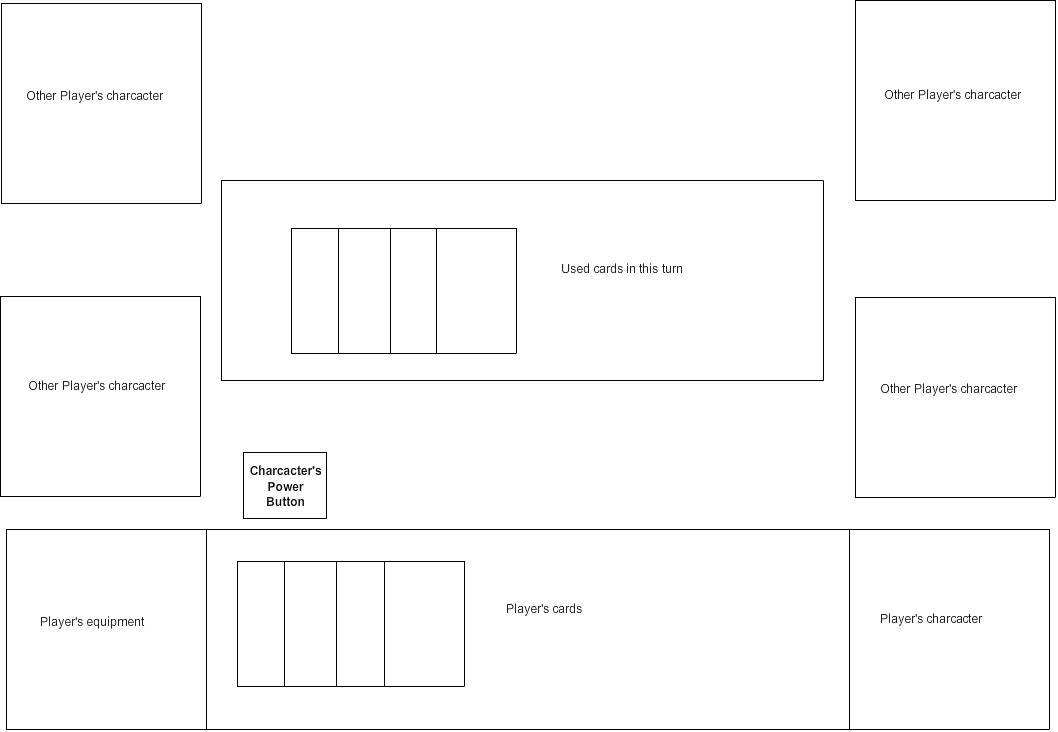 Other Player's charcacter
Other Player's charcacter
Used cards in this turn
Other Player's charcacter
Other Player's charcacter
Charcacter's
Power
Button
Player's equipment
Player's cards
Player's charcacter